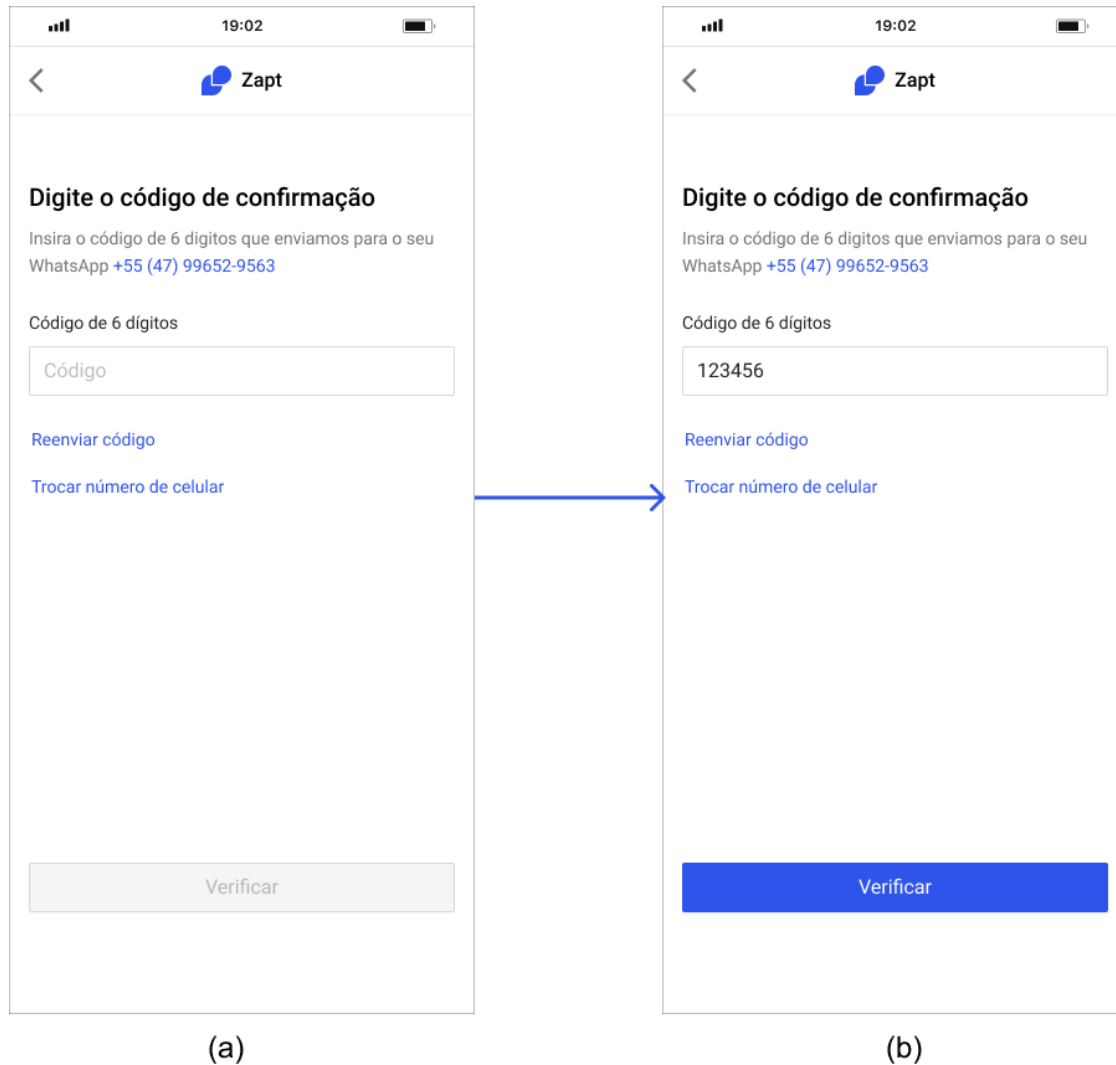 19:02
Zapt
Digite o código de confirmação
Insira o código de 6 digitos que enviamos para o seu
WhatsApp +55 (47) 99652-9563
Código de 6 dígitos
Código
Reenviar código
Trocar número de celular
Verificar
(a)
19:02
Zapt
Digite o código de confirmação
Insira o código de 6 digitos que enviamos para o seu
WhatsApp +55 (47) 99652-9563
Código de 6 dígitos
123456
Reenviar código
Trocar número de celular
Verificar
(b)